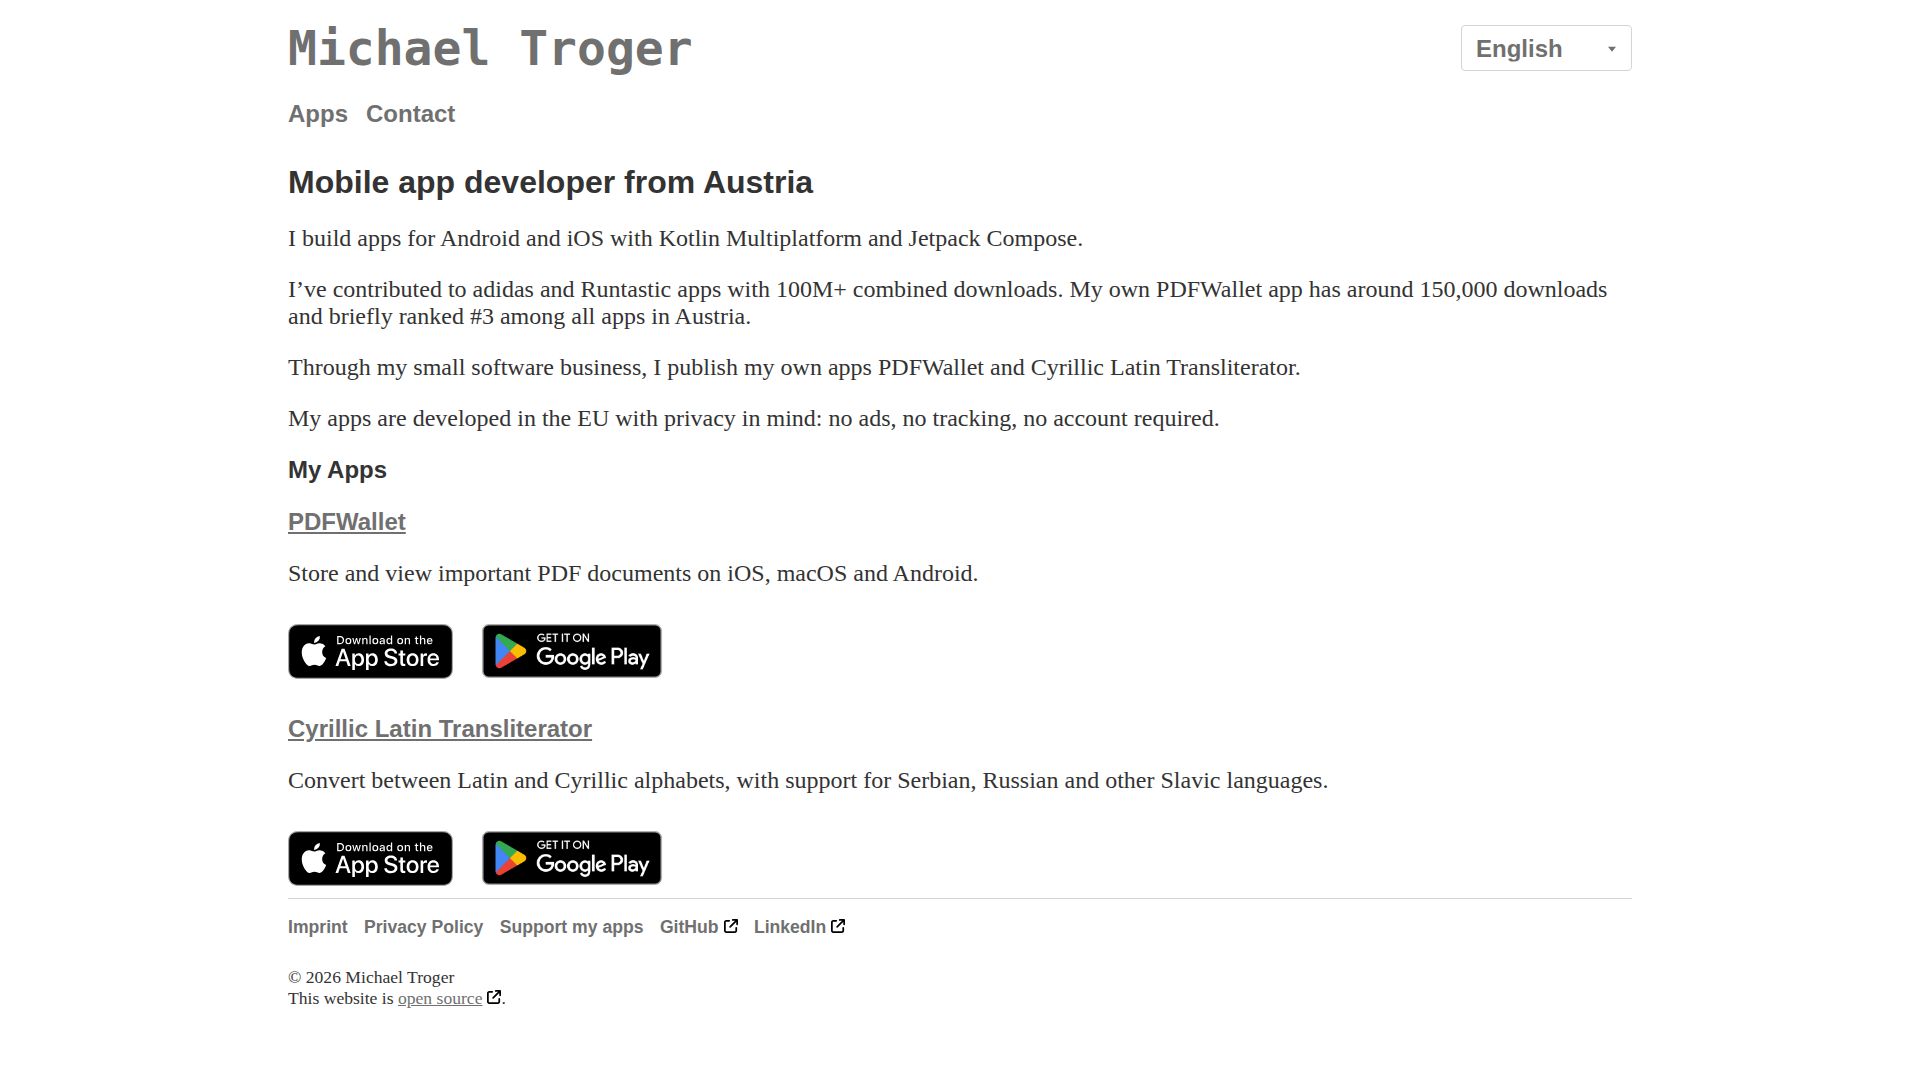 Michael Troger
English
Apps Contact
Mobile app developer from Austria
I build apps for Android and iOS with Kotlin Multiplatform and Jetpack Compose.
I’ve contributed to adidas and Runtastic apps with 100M+ combined downloads. My own PDFWallet app has around 150,000 downloads
and briefly ranked #3 among all apps in Austria.
Through my small software business, I publish my own apps PDFWallet and Cyrillic Latin Transliterator.
My apps are developed in the EU with privacy in mind: no ads, no tracking, no account required.
My Apps
PDFWallet
Store and view important PDF documents on iOS, macOS and Android.
Download on the
App Store
GET IT ON
Google Play
Cyrillic Latin Transliterator
Convert between Latin and Cyrillic alphabets, with support for Serbian, Russian and other Slavic languages.
Download on the
App Store
GET IT ON
Google Play
Imprint Privacy Policy Support my apps GitHub LinkedIn
© 2026 Michael Troger
This website is open source.